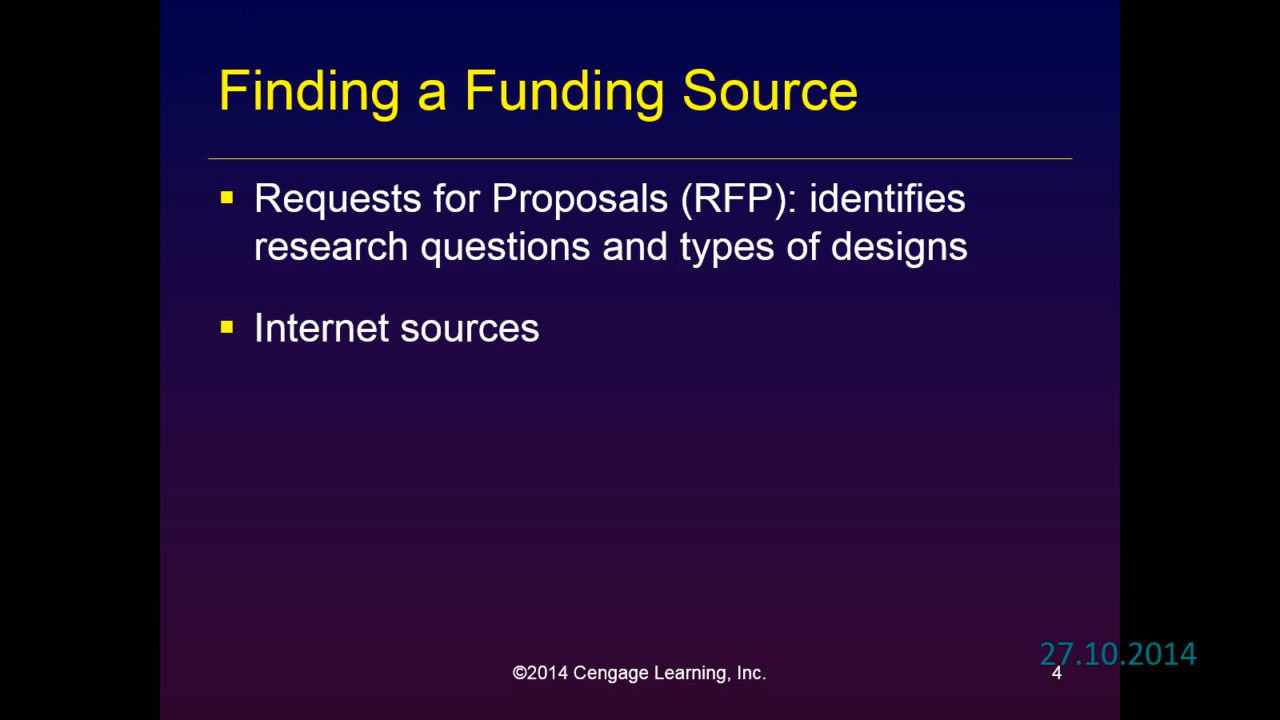 Finding a Funding Source
Requests for Proposals (RFP): identifies
research questions and types of designs
Internet sources
27.10.2014
©2014 Cengage Learning, Inc.
4